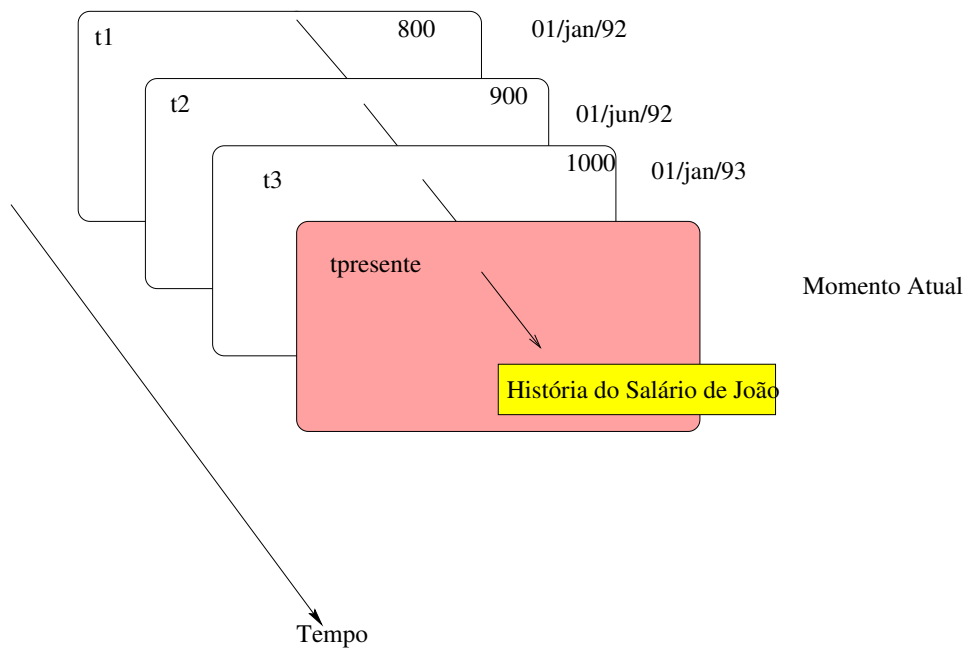 t1
800
01/jan/92
t2
900
01/jun/92
t3
1000
01/jan/93
tpresente
Momento Atual
História do Salário de João
Tempo